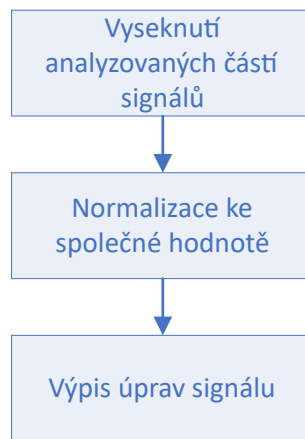 Vyseknutí
analyzovaných částí
signálů
Normalizace ke
společné hodnotě
Výpis úprav signálu